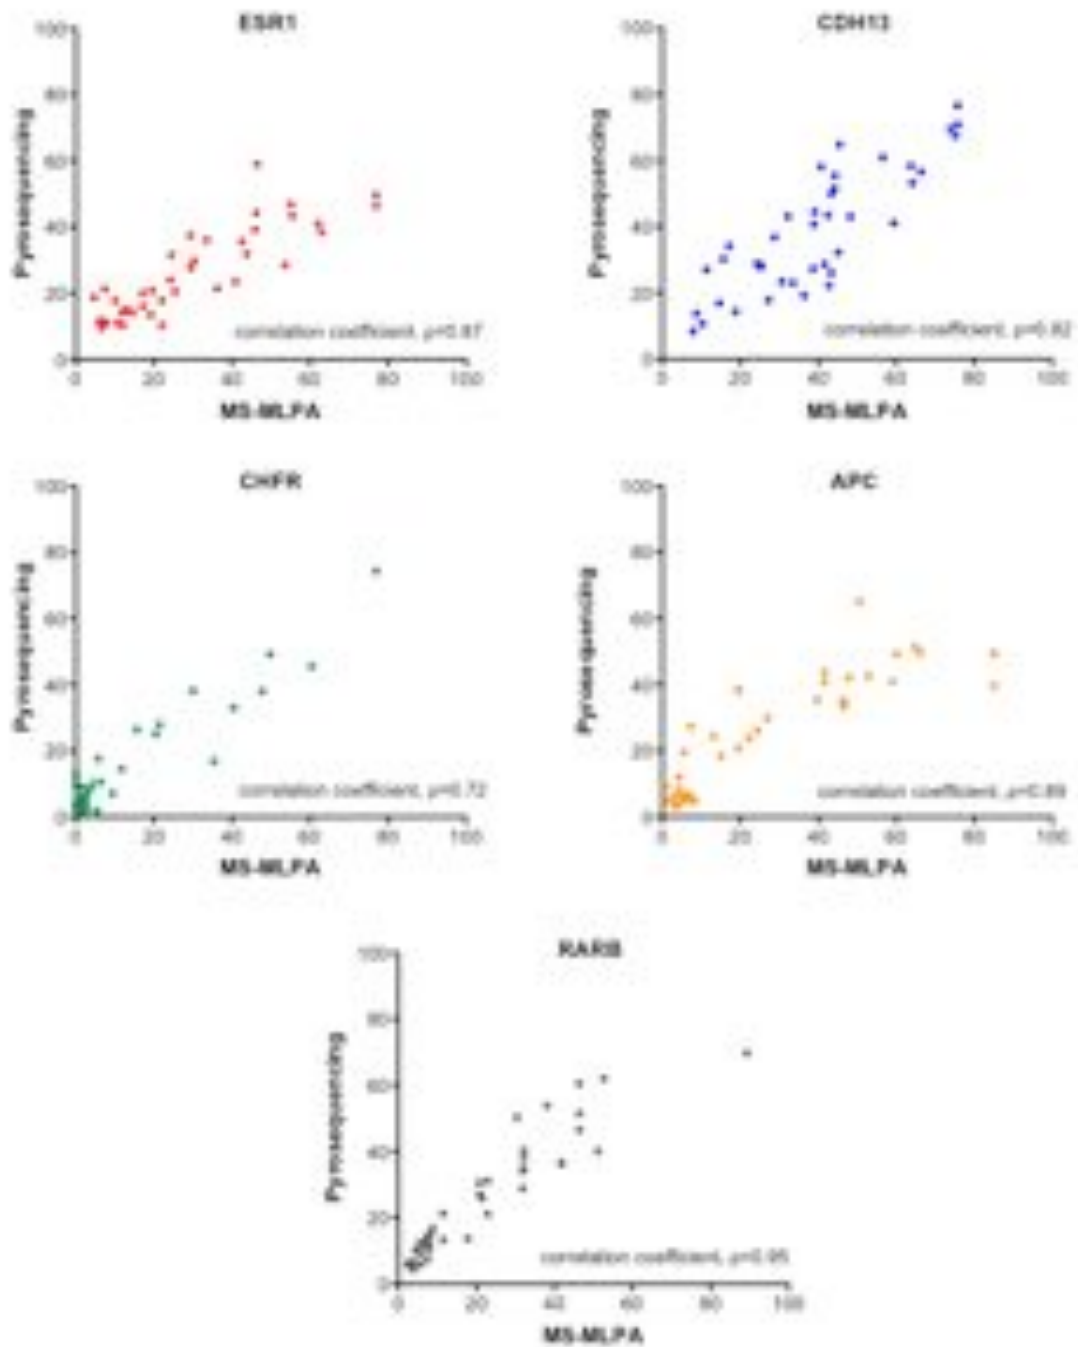 ESR1
100
80
60
40
20
0
Pyrosequencing
correlation coefficient, ρ=0.87
0 20 40 60 80 100
MS-MLPA
CDH13
100
80
60
40
20
0
Pyrosequencing
correlation coefficient, ρ=0.82
0 20 40 60 80 100
MS-MLPA
CHFR
100
80
60
40
20
0
Pyrosequencing
correlation coefficient, ρ=0.72
0 20 40 60 80 100
MS-MLPA
APC
100
80
60
40
20
0
Pyrosequencing
correlation coefficient, ρ=0.89
0 20 40 60 80 100
MS-MLPA
RARB
100
80
60
40
20
0
Pyrosequencing
correlation coefficient, ρ=0.95
0 20 40 60 80 100
MS-MLPA